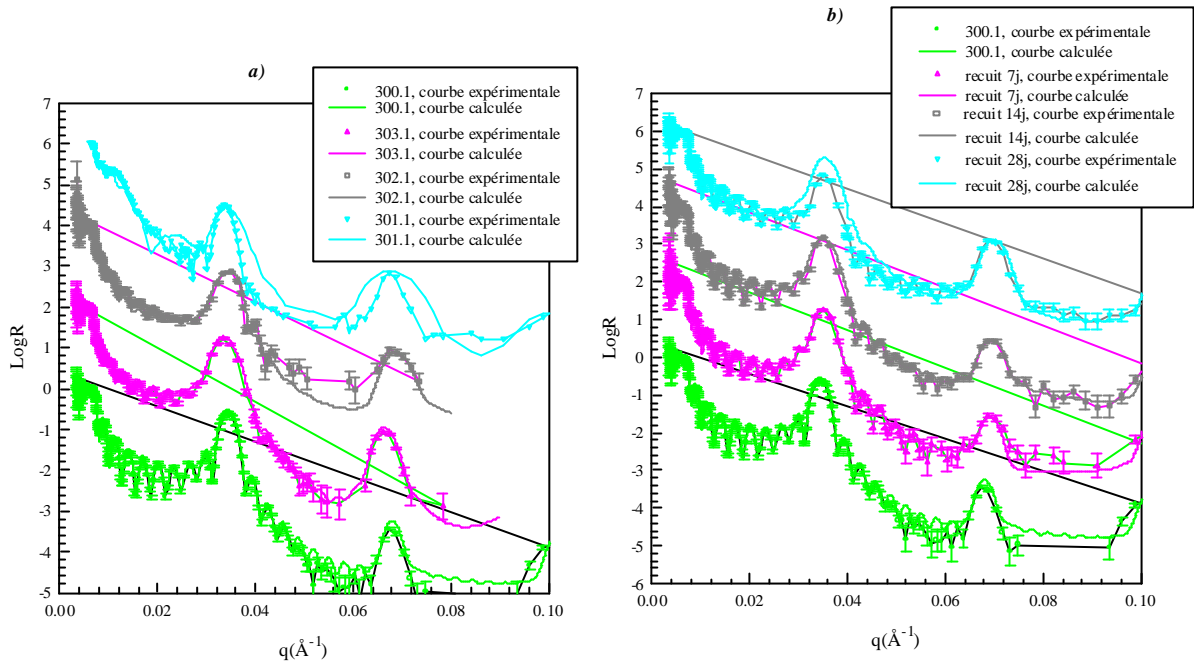 a)
300.1, courbe expérimentale
300.1, courbe calculée
303.1, courbe expérimentale
303.1, courbe calculée
302.1, courbe expérimentale
302.1, courbe calculée
301.1, courbe expérimentale
301.1, courbe calculée
7
6
5
4
3
2
1
0
-1
-2
-3
-4
-5
LogR
0.00
0.02
0.04
0.06
0.08
0.10
q(Å-1)
b)
300.1, courbe expérimentale
300.1, courbe calculée
recuit 7j, courbe expérimentale
recuit 7j, courbe calculée
recuit 14j, courbe expérimentale
recuit 14j, courbe calculée
recuit 28j, courbe expérimentale
recuit 28j, courbe calculée
7
6
5
4
3
2
1
0
-1
-2
-3
-4
-5
-6
LogR
0.00
0.02
0.04
0.06
0.08
0.10
q(Å-1)